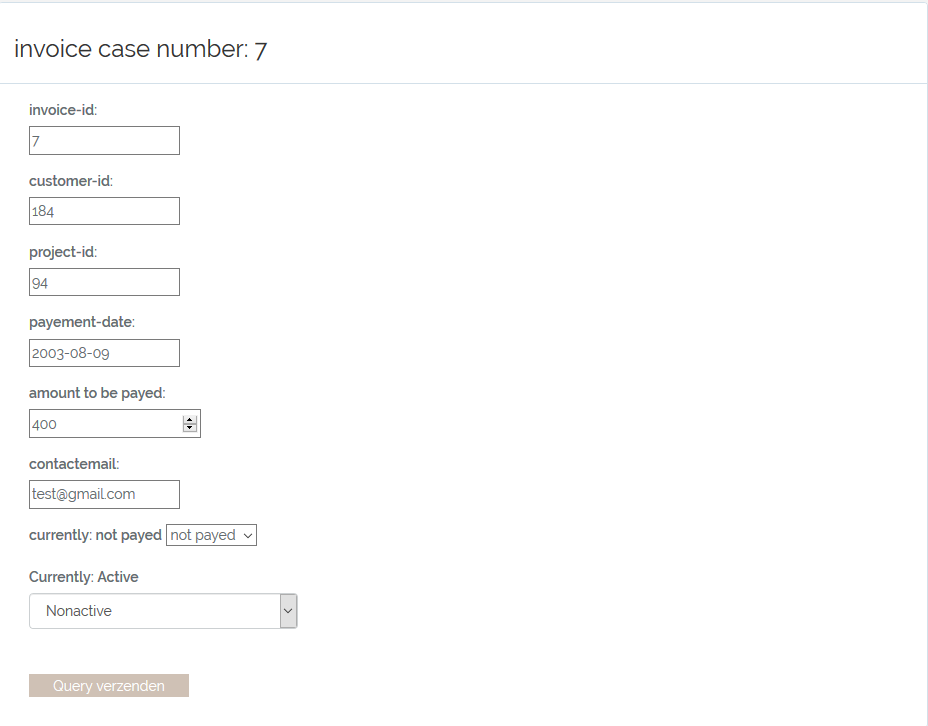 invoice case number: 7
invoice-id:
7
customer-id:
184
project-id:
94
payement-date:
2003-08-09
amount to be payed:
400
contactemail:
test@gmail.com
currently: not payed not payed
Currently: Active
Nonactive
Query verzenden